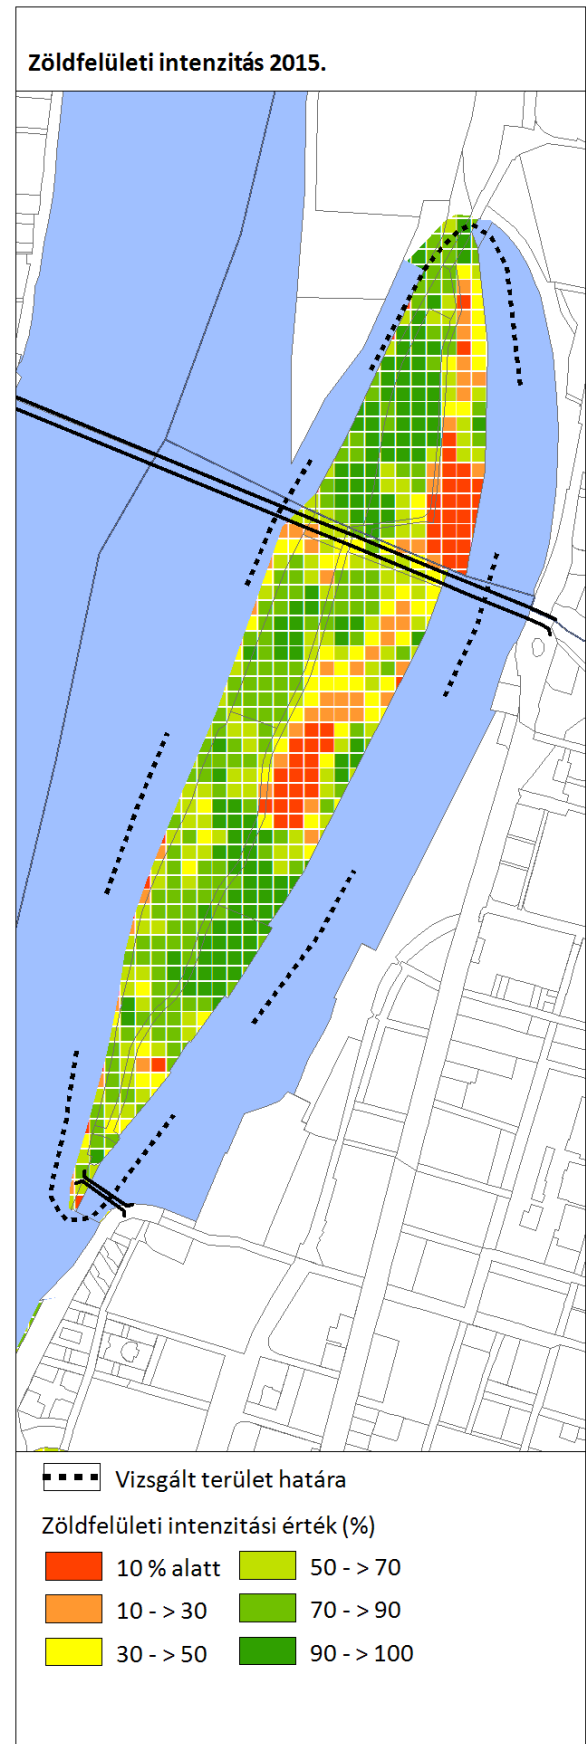 Zöldfelületi intenzitás 2015.
Vizsgált terület határa
Zöldfelületi intenzitási érték (%)
10 % alatt
50 - > 70
10 - > 30
70 - > 90
30 - > 50
90 - > 100